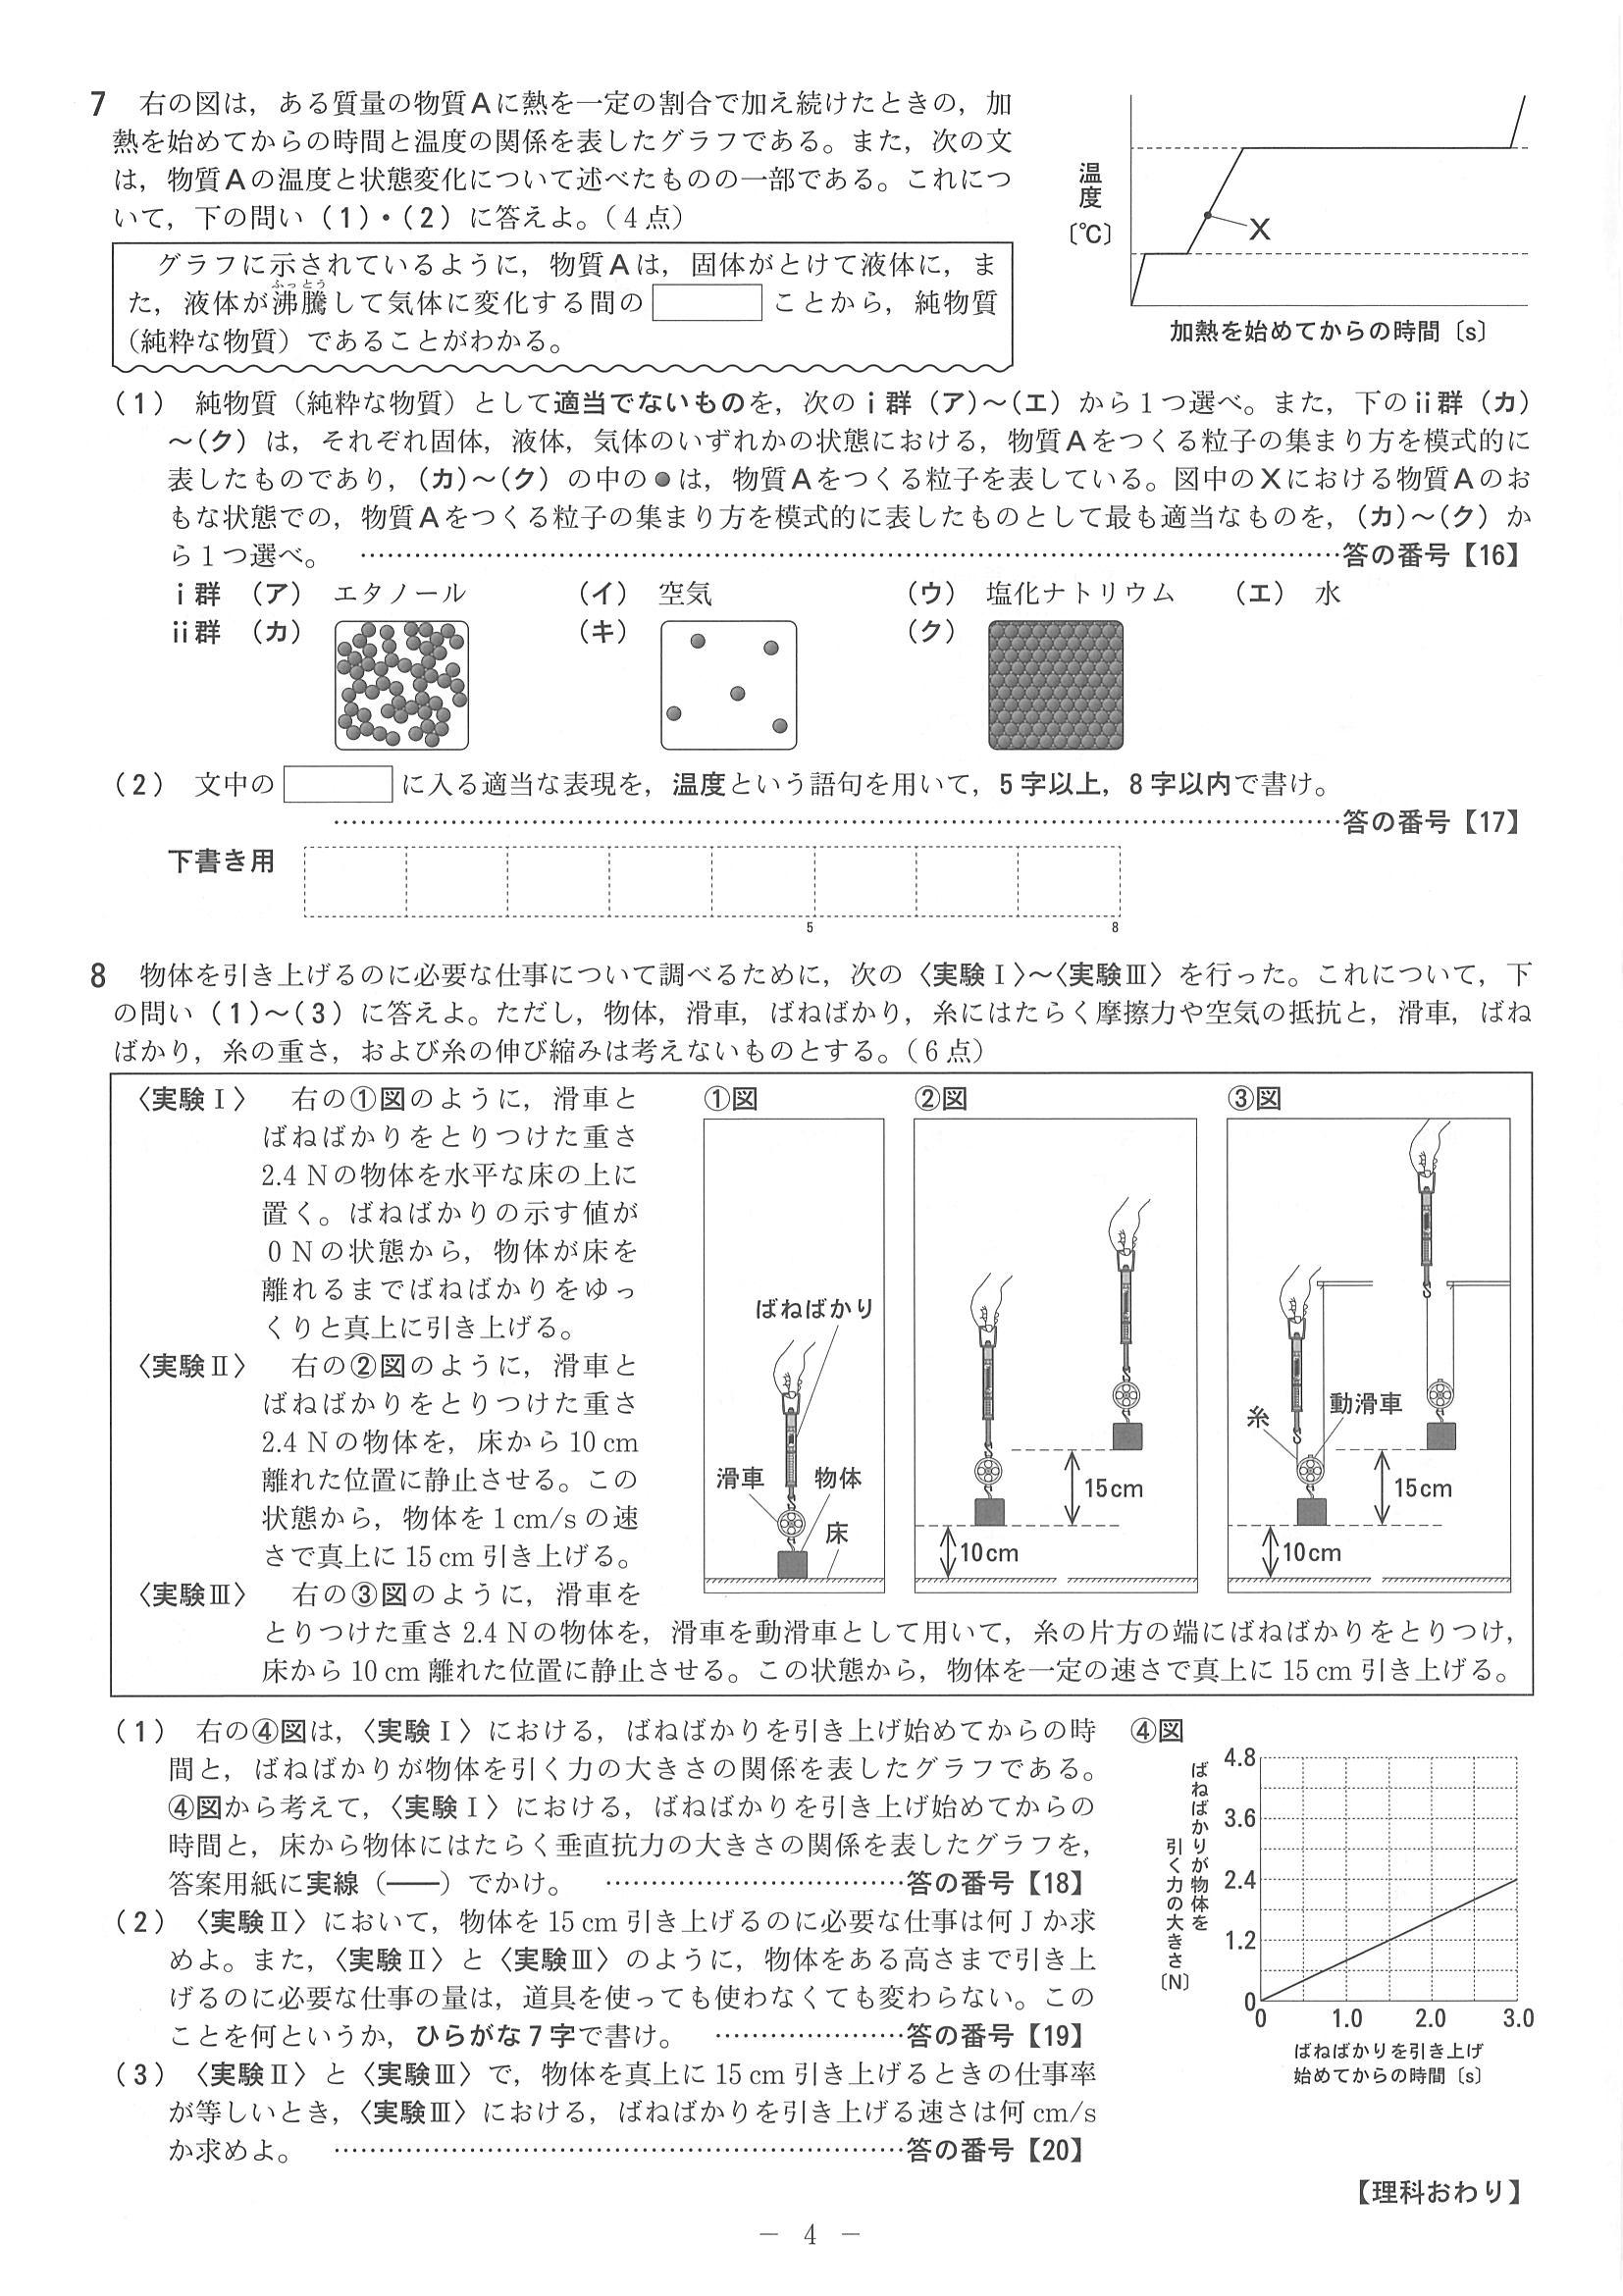 7 右の図は，ある質量の物質Aに熱を一定の割合で加え続けたときの，加
熱を始めてからの時間と温度の関係を表したグラフである。また，次の文
は，物質Aの温度と状態変化について述べたものの一部である。これにつ
いて，下の問い（1）・（2）に答えよ。（4点）
グラフに示されているように，物質Aは，固体がとけて液体に，ま
ふっとう
た，液体が沸騰して気体に変化する間の　　　ことから，純物質
（純粋な物質）であることがわかる。
温度〔℃〕
X
加熱を始めてからの時間〔s〕
（1） 純物質（純粋な物質）として適当でないものを，次のⅰ群（ア）～（エ）から1つ選べ。また，下のⅱ群（カ）
～（ク）は，それぞれ固体，液体，気体のいずれかの状態における，物質Aをつくる粒子の集まり方を模式的に
表したものであり，（カ）～（ク）の中の●は，物質Aをつくる粒子を表している。図中のXにおける物質Aのお
もな状態での，物質Aをつくる粒子の集まり方を模式的に表したものとして最も適当なものを，（カ）～（ク）か
ら1つ選べ。 ……………………答の番号【16】
ⅰ群 （ア） エタノール （イ） 空気 （ウ） 塩化ナトリウム （エ） 水
ⅱ群 （カ） （キ） （ク）
（2） 文中の　　　に入る適当な表現を，温度という語句を用いて，5字以上，8字以内で書け。
……………………答の番号【17】
下書き用
5 8
8 物体を引き上げるのに必要な仕事について調べるために，次の〈実験Ⅰ〉～〈実験Ⅲ〉を行った。これについて，下
の問い（1）～（3）に答えよ。ただし，物体，滑車，ばねばかり，糸にはたらく摩擦力や空気の抵抗と，滑車，ばね
ばかり，糸の重さ，および糸の伸び縮みは考えないものとする。（6点）
〈実験Ⅰ〉 右の①図のように，滑車と
ばねばかりをとりつけた重さ
2.4 Nの物体を水平な床の上に
置く。ばねばかりの示す値が
0 Nの状態から，物体が床を
離れるまでばねばかりをゆっ
くりと真上に引き上げる。
〈実験Ⅱ〉 右の②図のように，滑車と
ばねばかりをとりつけた重さ
2.4 Nの物体を，床から10 cm
離れた位置に静止させる。この
状態から，物体を1 cm/sの速
さで真上に15 cm引き上げる。
〈実験Ⅲ〉 右の③図のように，滑車を
とりつけた重さ2.4 Nの物体を，滑車を動滑車として用いて，糸の片方の端にばねばかりをとりつけ，
床から10 cm離れた位置に静止させる。この状態から，物体を一定の速さで真上に15 cm引き上げる。
①図
ばねばかり
滑車
物体
床
②図
15cm
10cm
③図
糸
動滑車
15cm
10cm
（1） 右の④図は，〈実験Ⅰ〉における，ばねばかりを引き上げ始めてからの時
間と，ばねばかりが物体を引く力の大きさの関係を表したグラフである。
④図から考えて，〈実験Ⅰ〉における，ばねばかりを引き上げ始めてからの
時間と，床から物体にはたらく垂直抗力の大きさの関係を表したグラフを，
答案用紙に実線（――）でかけ。 ……………………答の番号【18】
（2） 〈実験Ⅱ〉において，物体を15 cm引き上げるのに必要な仕事は何Jか求
めよ。また，〈実験Ⅱ〉と〈実験Ⅲ〉のように，物体をある高さまで引き上
げるのに必要な仕事の量は，道具を使っても使わなくても変わらない。この
ことを何というか，ひらがな7字で書け。 ……………………答の番号【19】
（3） 〈実験Ⅱ〉と〈実験Ⅲ〉で，物体を真上に15 cm引き上げるときの仕事率
が等しいとき，〈実験Ⅲ〉における，ばねばかりを引き上げる速さは何cm/s
か求めよ。 ……………………答の番号【20】
④図
ばねばかりが物体を
引く力の大きさ〔N〕
4.8
3.6
2.4
1.2
0
0 1.0 2.0 3.0
ばねばかりを引き上げ
始めてからの時間〔s〕
【理科おわり】
－ 4 －